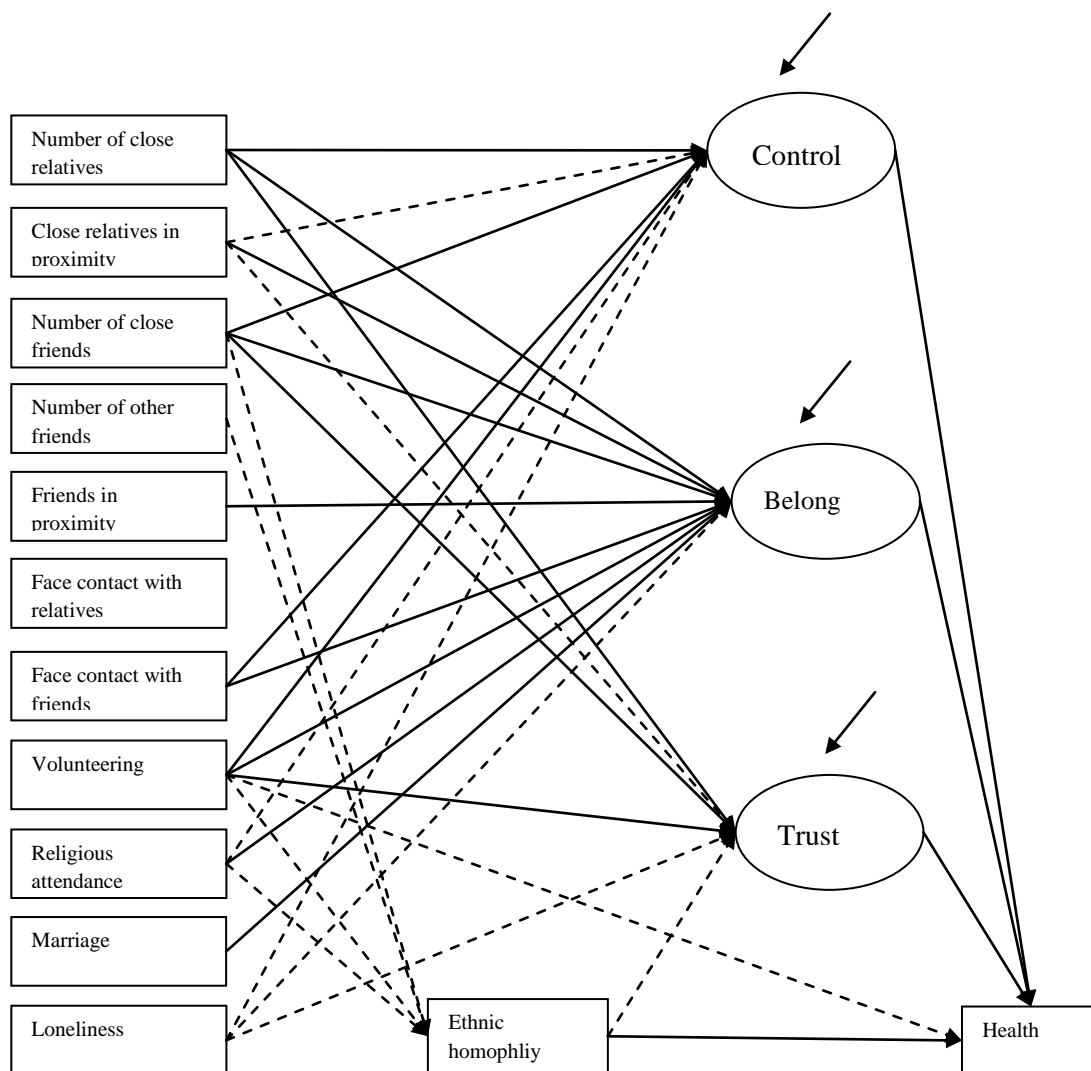 Number of close
relatives
Close relatives in
proximity
Number of close
friends
Number of other
friends
Friends in
proximity
Face contact with
relatives
Face contact with
friends
Volunteering
Religious
attendance
Marriage
Loneliness
Ethnic
homophliy
Control
Belong
Trust
Health